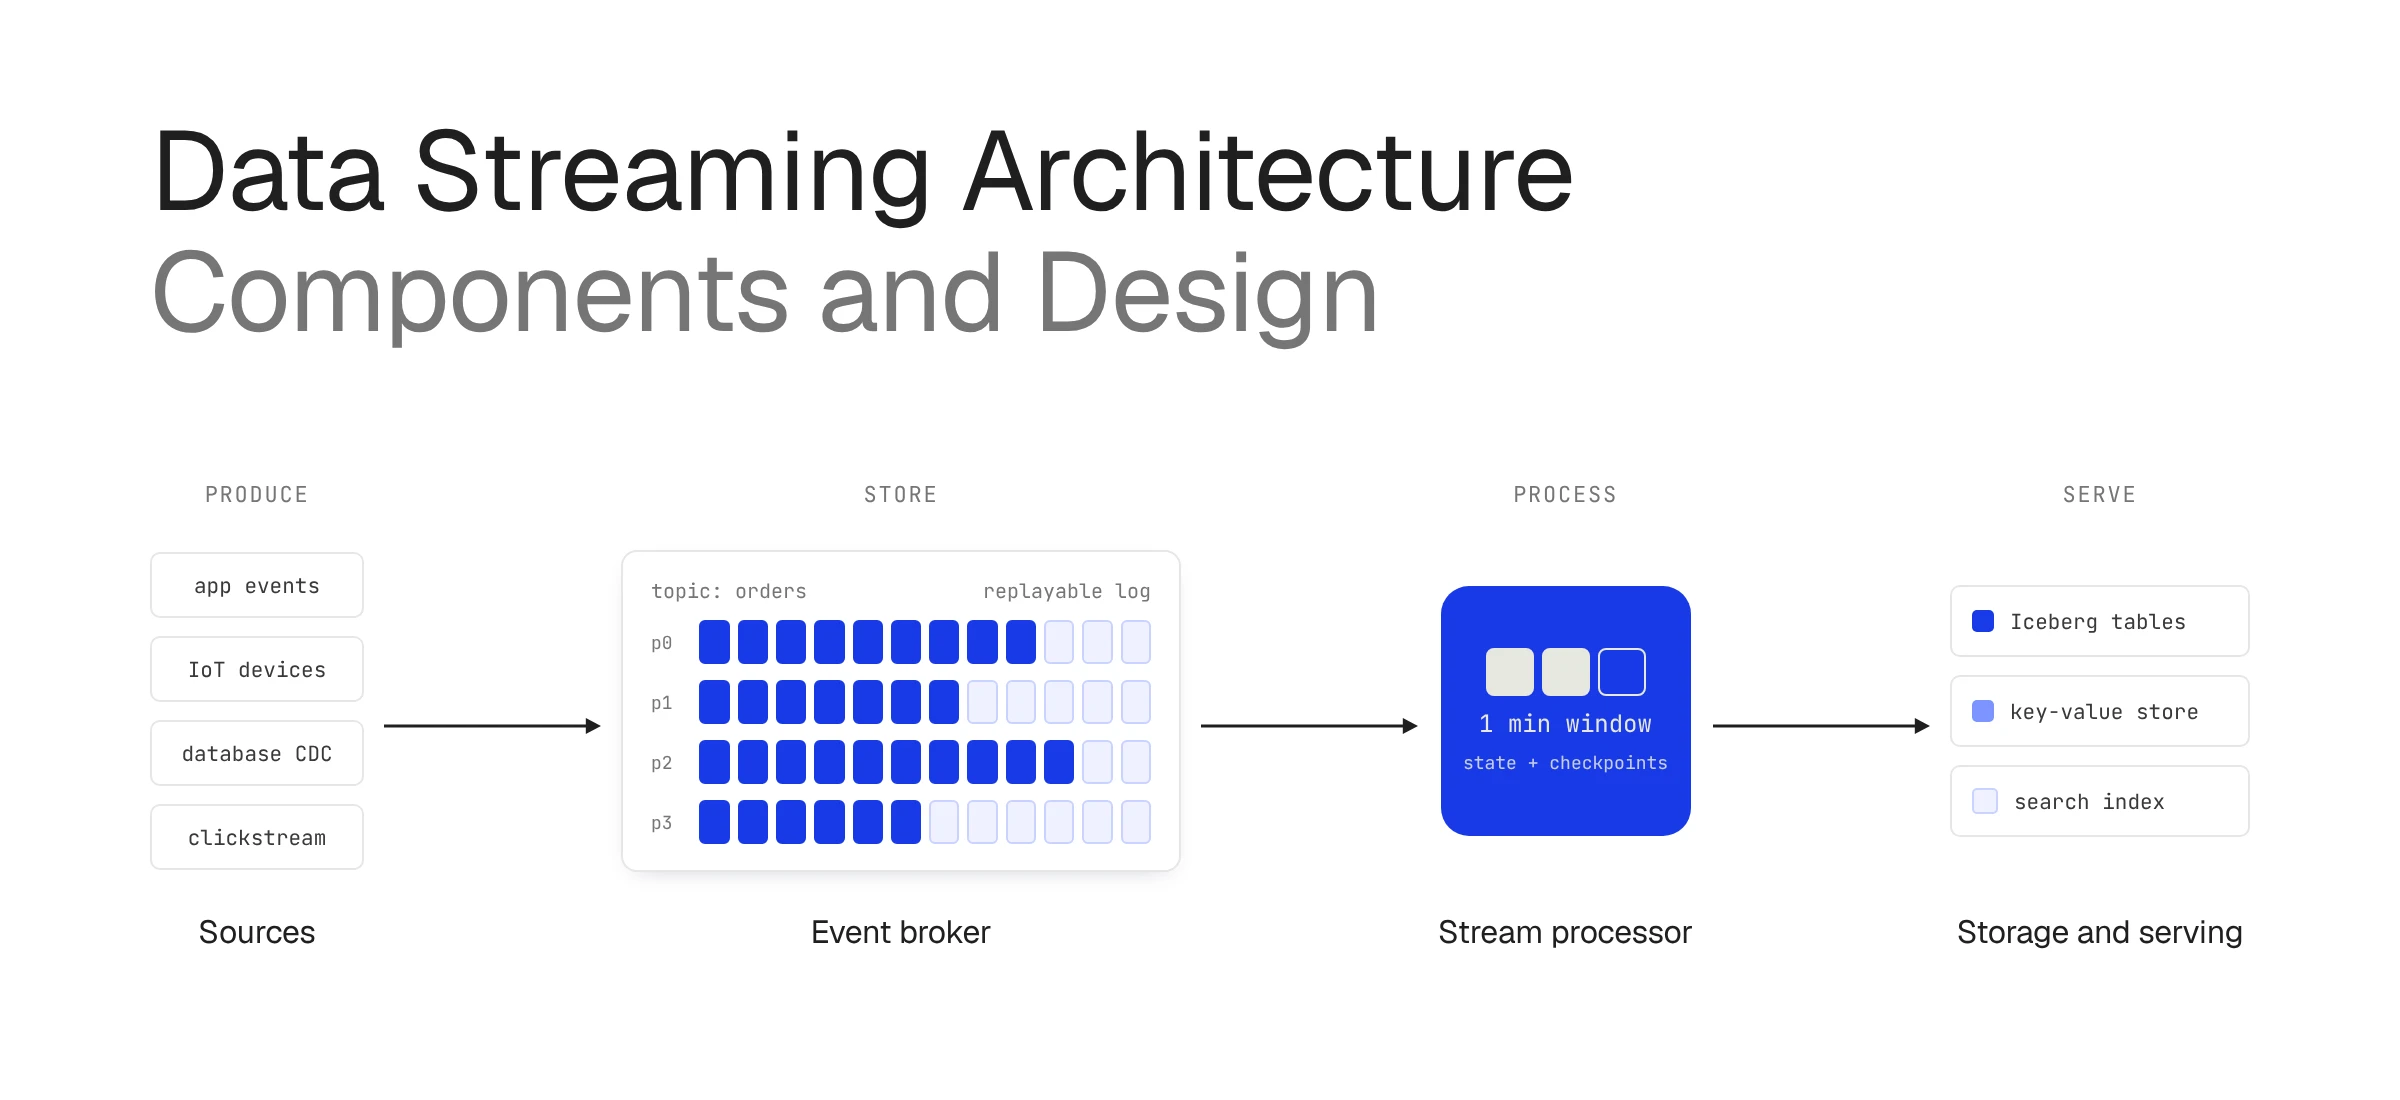 Data Streaming Architecture
Components and Design
PRODUCE
app events
IoT devices
database CDC
clickstream
Sources
STORE
topic: orders
replayable log
p0
p1
p2
p3
Event broker
PROCESS
1 min window
state + checkpoints
Stream processor
SERVE
Iceberg tables
key-value store
search index
Storage and serving